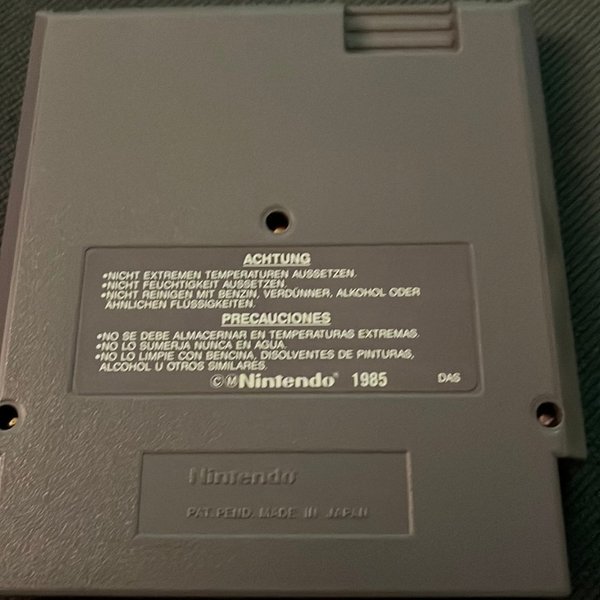 ACHTUNG
•NICHT EXTREMEN TEMPERATUREN AUSSETZEN.
•NICHT FEUCHTIGKEIT AUSSETZEN.
•NICHT REINIGEN MIT BENZIN, VERDÜNNER, ALKOHOL ODER
ÄHNLICHEN FLÜSSIGKEITEN.
PRECAUCIONES
•NO SE DEBE ALMACERNAR EN TEMPERATURAS EXTREMAS.
•NO LO SUMERJA NUNCA EN AGUA.
•NO LO LIMPIE CON BENCINA, DISOLVENTES DE PINTURAS,
ALCOHOL U OTROS SIMILARES.
©Ⓜ Nintendo® 1985 DAS
Nintendo®
PAT. PEND. MADE IN JAPAN